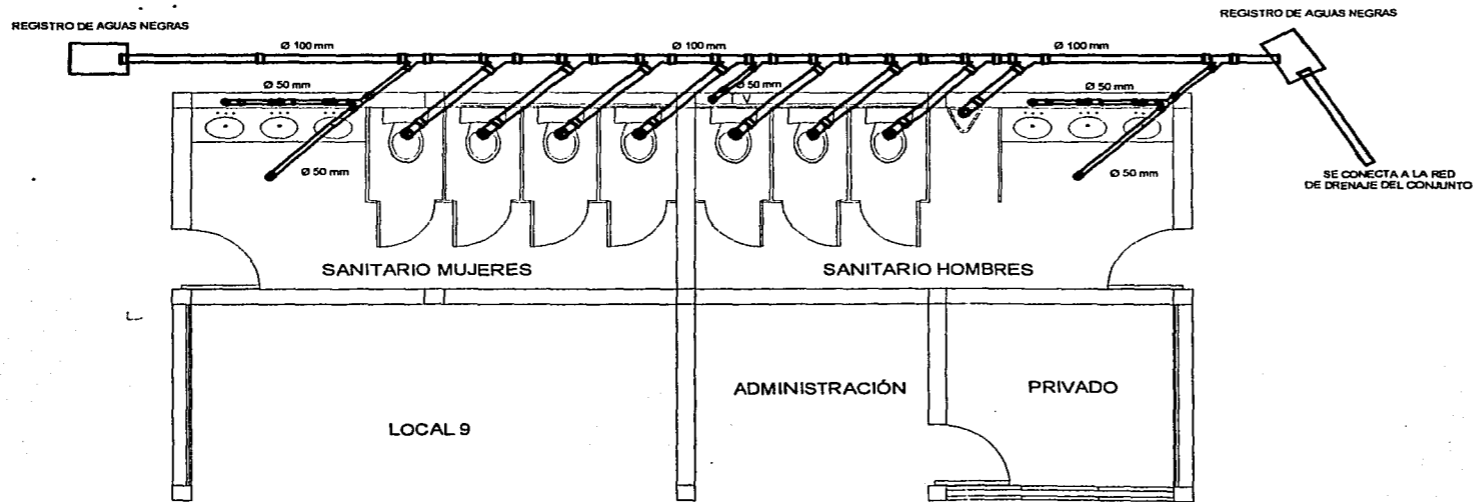 REGISTRO DE AGUAS NEGRAS
REGISTRO DE AGUAS NEGRAS
Ø 100 mm
Ø 100 mm
Ø 100 mm
Ø 50 mm
Ø 50 mm
T V
Ø 50 mm
Ø 50 mm
Ø 50 mm
SE CONECTA A LA RED
DE DRENAJE DEL CONJUNTO
SANITARIO MUJERES
SANITARIO HOMBRES
ADMINISTRACIÓN
PRIVADO
LOCAL 9